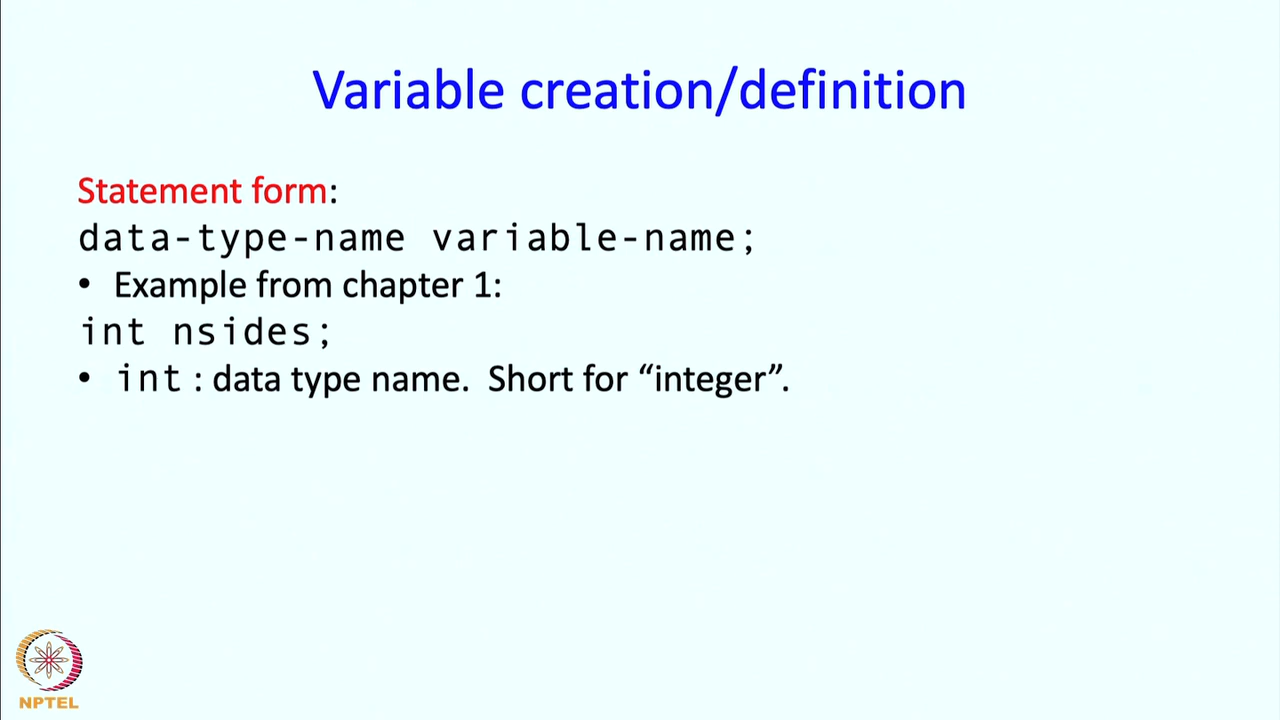 Variable creation/definition
Statement form:
data-type-name variable-name;
• Example from chapter 1:
int nsides;
• int : data type name.  Short for “integer”.
NPTEL